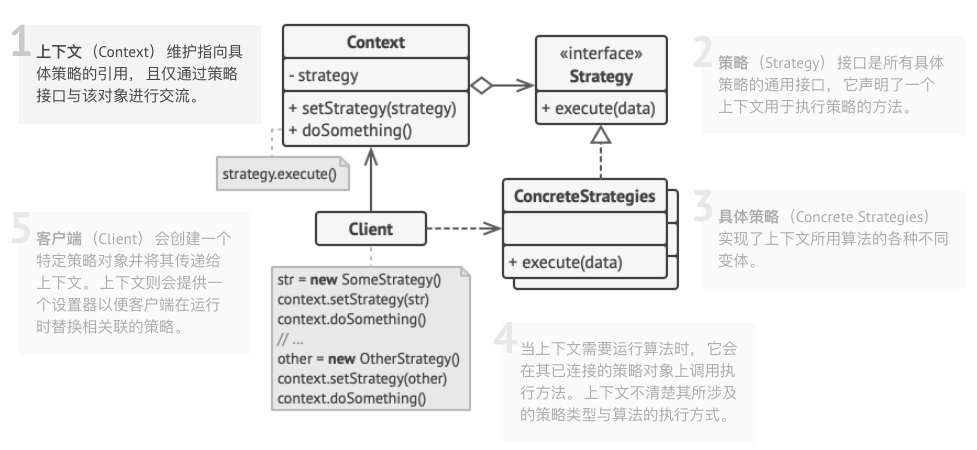 1
上下文 （Context） 维护指向具
体策略的引用， 且仅通过策略
接口与该对象进行交流。
Context
- strategy
+ setStrategy(strategy)
+ doSomething()
strategy.execute()
«interface»
Strategy
+ execute(data)
2
策略 （Strategy） 接口是所有具体
策略的通用接口， 它声明了一个
上下文用于执行策略的方法。
ConcreteStrategies
+ execute(data)
3
具体策略 （Concrete Strategies）
实现了上下文所用算法的各种不同
变体。
Client
str = new SomeStrategy()
context.setStrategy(str)
context.doSomething()
// ...
other = new OtherStrategy()
context.setStrategy(other)
context.doSomething()
4
当上下文需要运行算法时， 它会
在其已连接的策略对象上调用执
行方法。 上下文不清楚其所涉及
的策略类型与算法的执行方式。
5
客户端 （Client） 会创建一个
特定策略对象并将其传递给
上下文。 上下文则会提供一
个设置器以便客户端在运行
时替换相关联的策略。